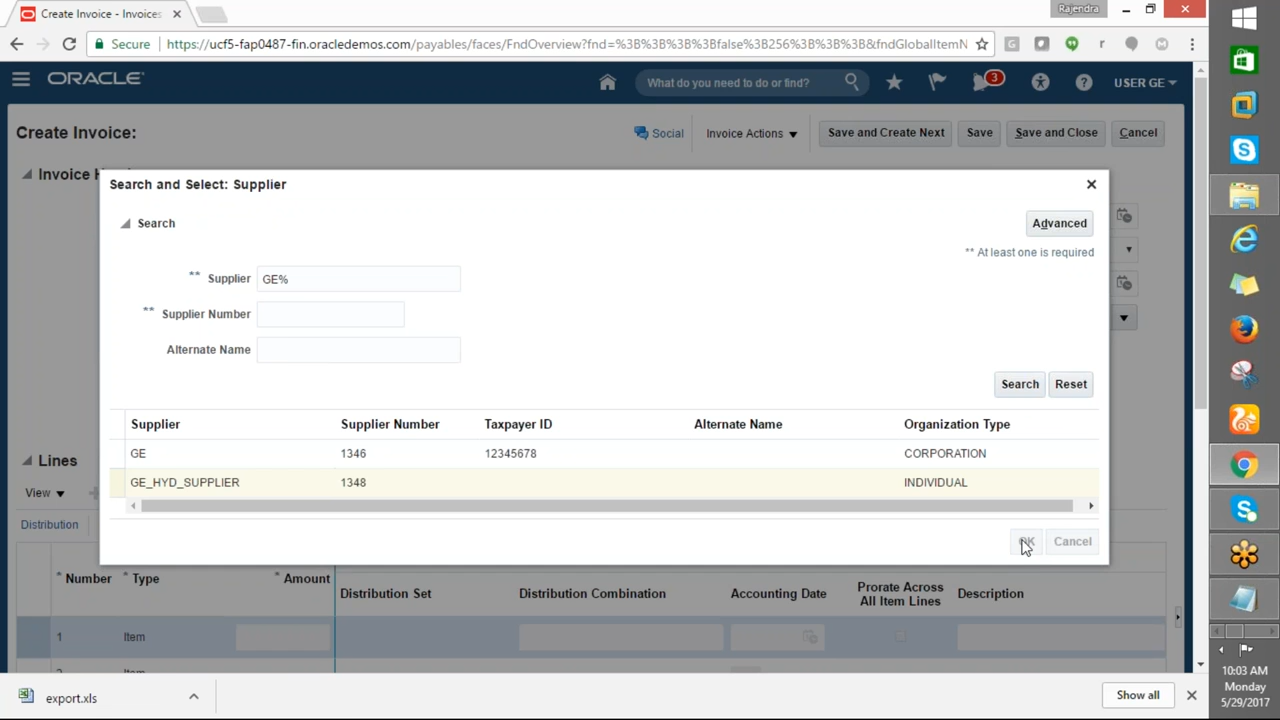 Create Invoice - Invoices
Rajendra
Secure https://ucf5-fap0487-fin.oracledemos.com/payables/faces/FndOverview?fnd=%3B%3B%3B%3Bfalse%3B256%3B%3B%3B&fndGlobalItemN
ORACLE
What do you need to do or find?
3
USER GE
Create Invoice:
Social
Invoice Actions
Save and Create Next
Save
Save and Close
Cancel
Invoice H
Search and Select: Supplier
Search
Advanced
** At least one is required
** Supplier GE%
** Supplier Number
Alternate Name
Search Reset
Supplier Supplier Number Taxpayer ID Alternate Name Organization Type
GE 1346 12345678 CORPORATION
GE_HYD_SUPPLIER 1348 INDIVIDUAL
OK Cancel
Lines
View
Distribution
* Number * Type * Amount Distribution Set Distribution Combination Accounting Date Prorate Across
All Item Lines Description
1 Item
export.xls
Show all
10:03 AM
Monday
5/29/2017